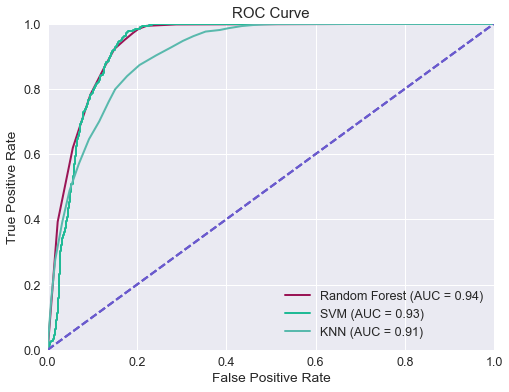 ROC Curve
1.0
0.8
0.6
0.4
0.2
0.0
True Positive Rate
Random Forest (AUC = 0.94)
SVM (AUC = 0.93)
KNN (AUC = 0.91)
0.0 0.2 0.4 0.6 0.8 1.0
False Positive Rate